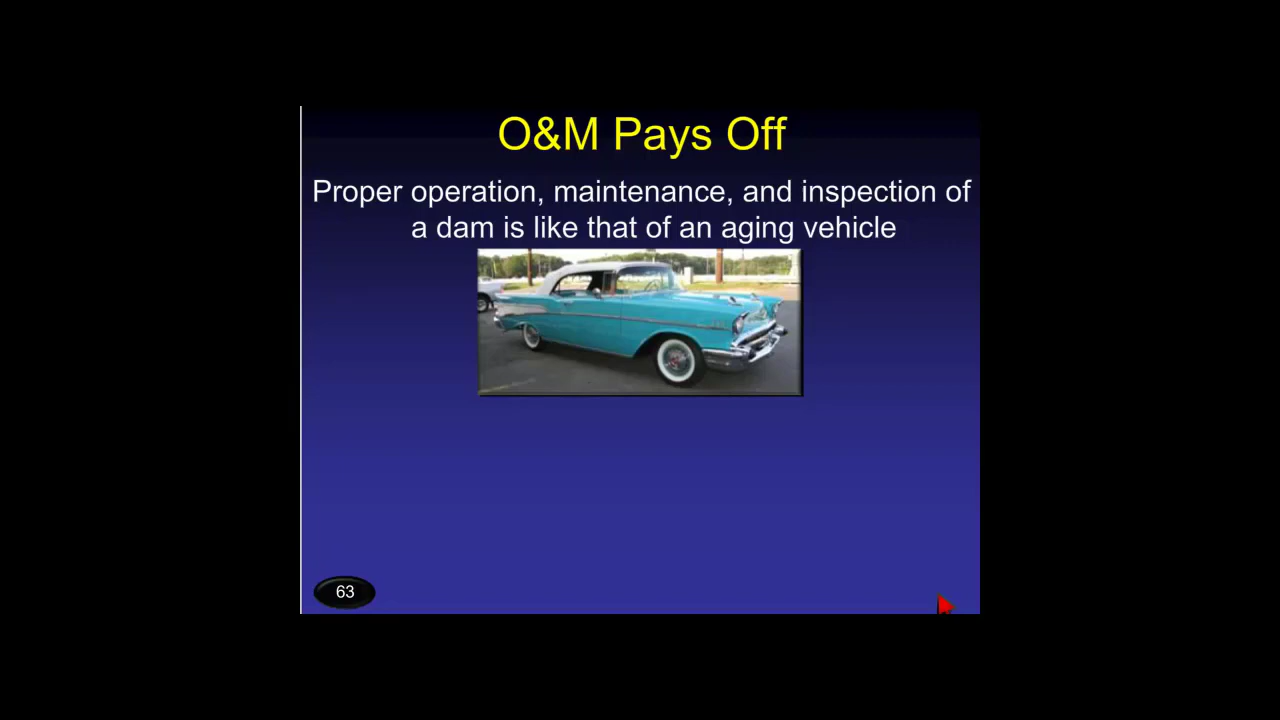 O&M Pays Off
Proper operation, maintenance, and inspection of
a dam is like that of an aging vehicle
63